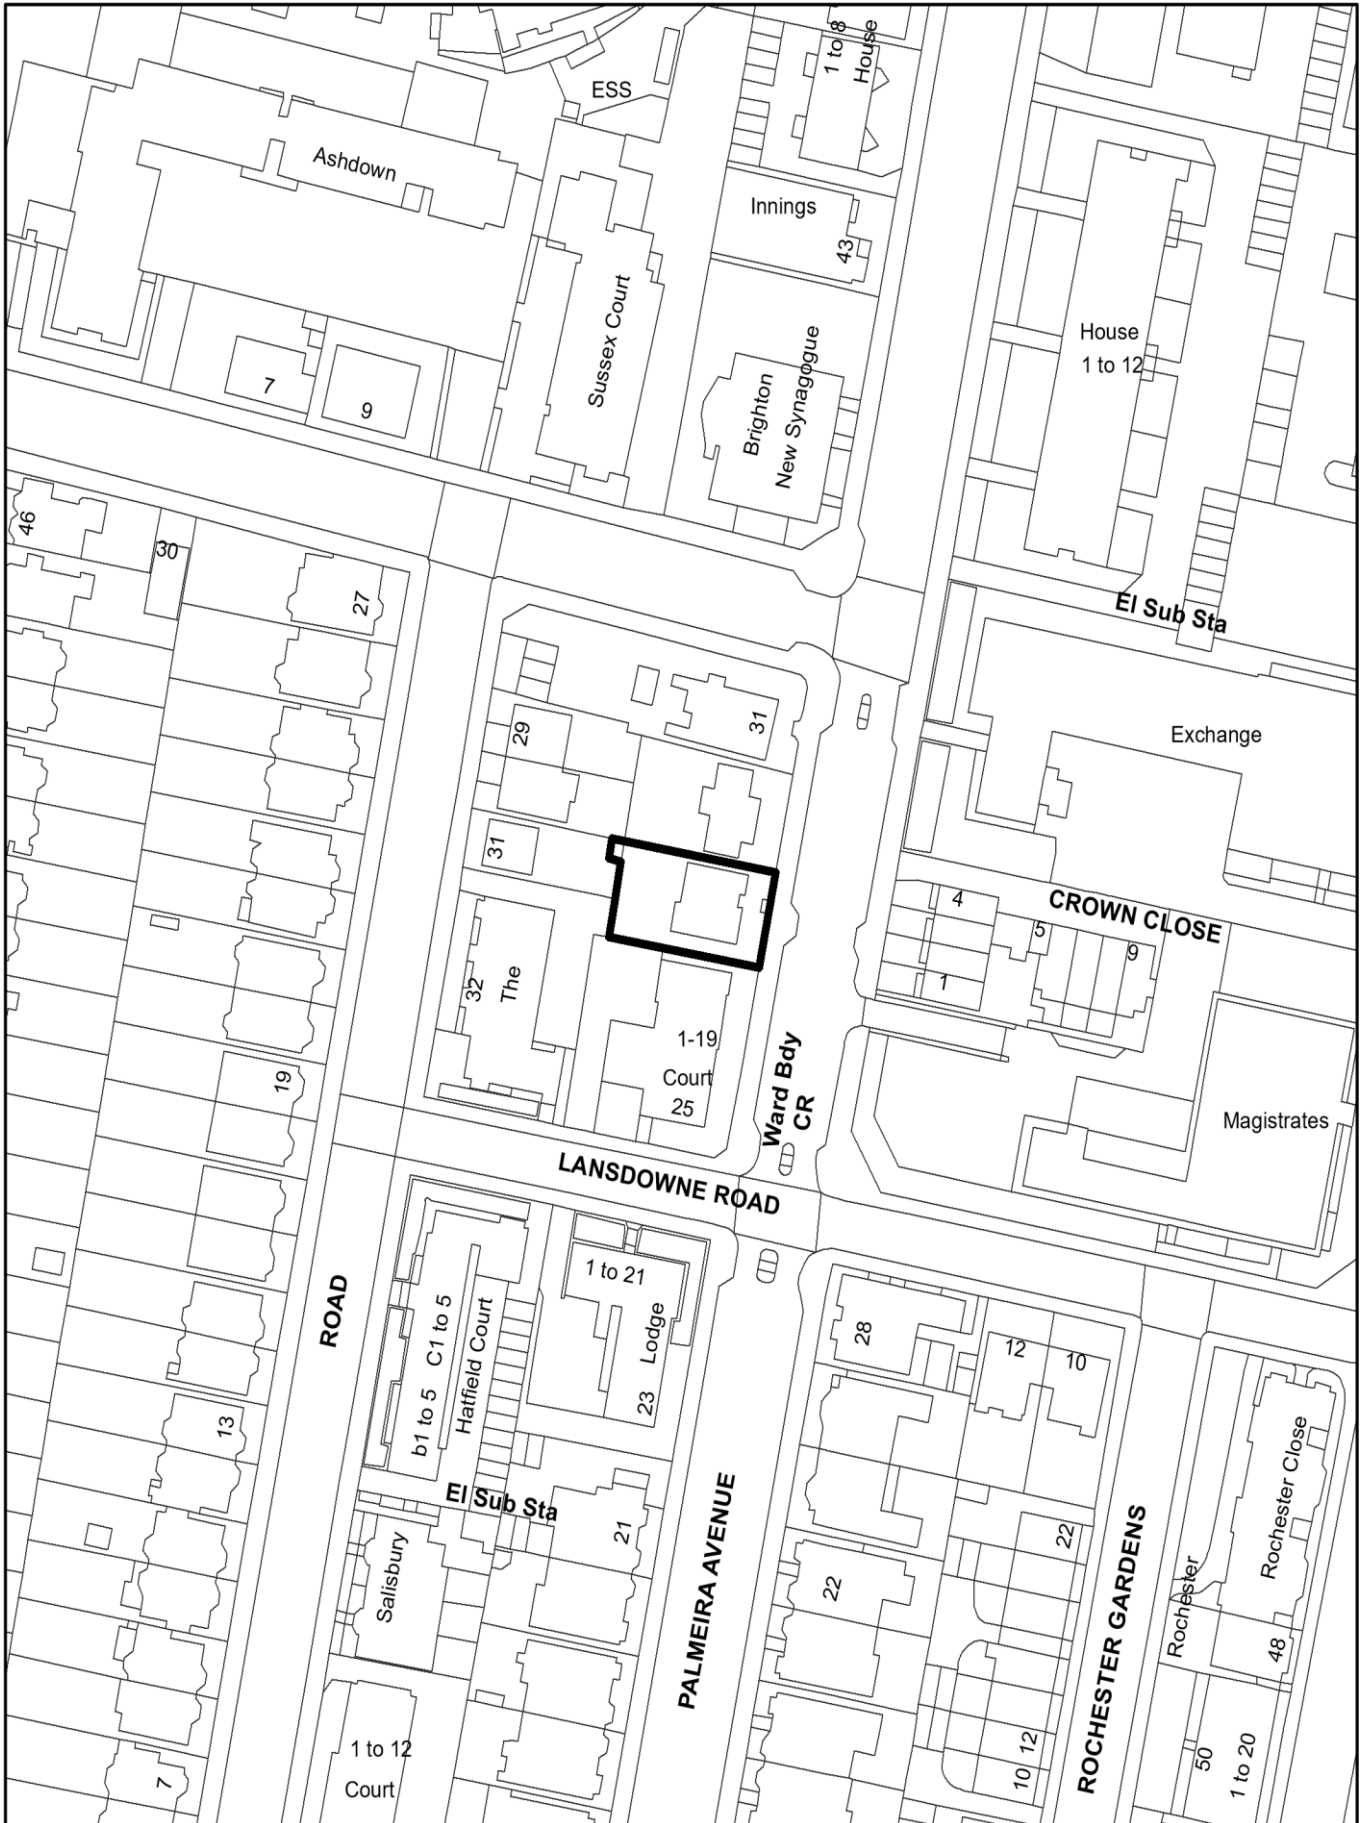 1 to 8
House
ESS
Ashdown
Innings
43
Sussex Court
House
1 to 12
Brighton
New Synagogue
7
9
46
30
27
El Sub Sta
29
31
Exchange
31
4
CROWN CLOSE
5
9
1
32
The
1-19
Court
25
Ward Bdy
CR
19
Magistrates
LANSDOWNE ROAD
ROAD
1 to 21
C1 to 5
b1 to 5
Hatfield Court
Lodge
23
28
12
10
13
El Sub Sta
21
22
22
Rochester Close
Rochester
Salisbury
PALMEIRA AVENUE
ROCHESTER GARDENS
48
7
1 to 12
Court
12
10
50
1 to 20